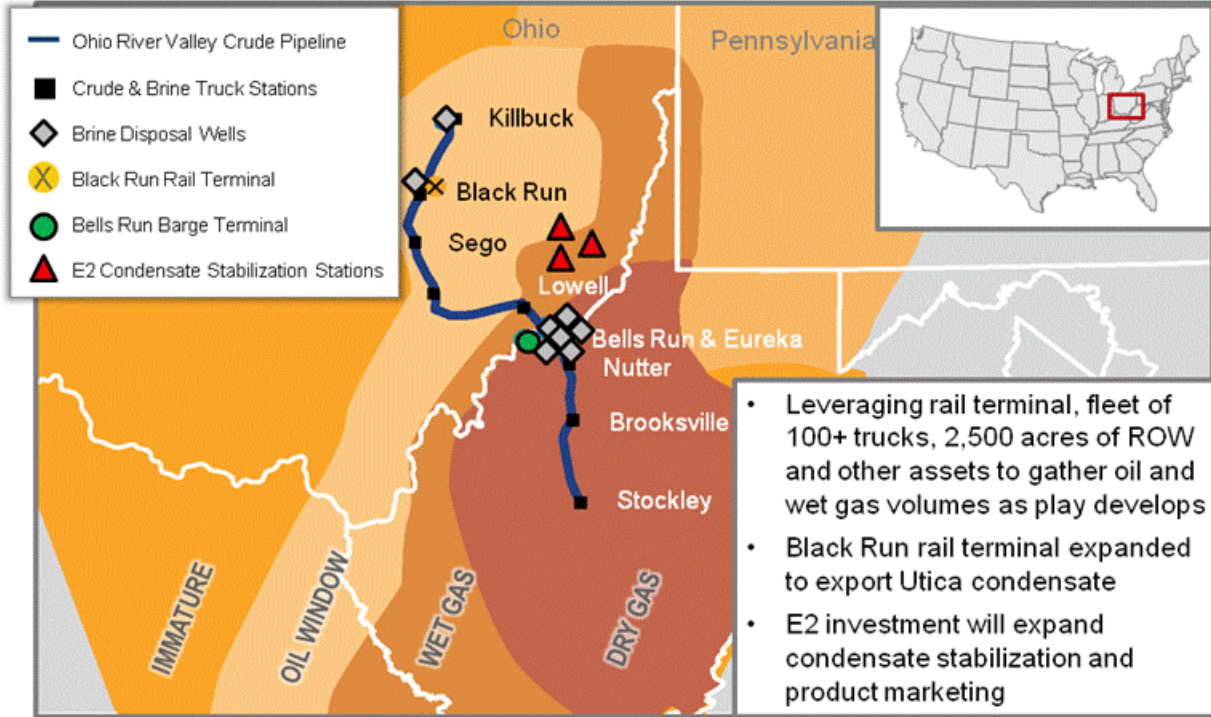 Ohio River Valley Crude Pipeline
Crude & Brine Truck Stations
Brine Disposal Wells
Black Run Rail Terminal
Bells Run Barge Terminal
E2 Condensate Stabilization Stations
Ohio
Pennsylvania
Killbuck
Black Run
Sego
Lowell
Bells Run & Eureka
Nutter
Brooksville
Stockley
IMMATURE
OIL WINDOW
WET GAS
DRY GAS
• Leveraging rail terminal, fleet of
100+ trucks, 2,500 acres of ROW
and other assets to gather oil and
wet gas volumes as play develops
• Black Run rail terminal expanded
to export Utica condensate
• E2 investment will expand
condensate stabilization and
product marketing